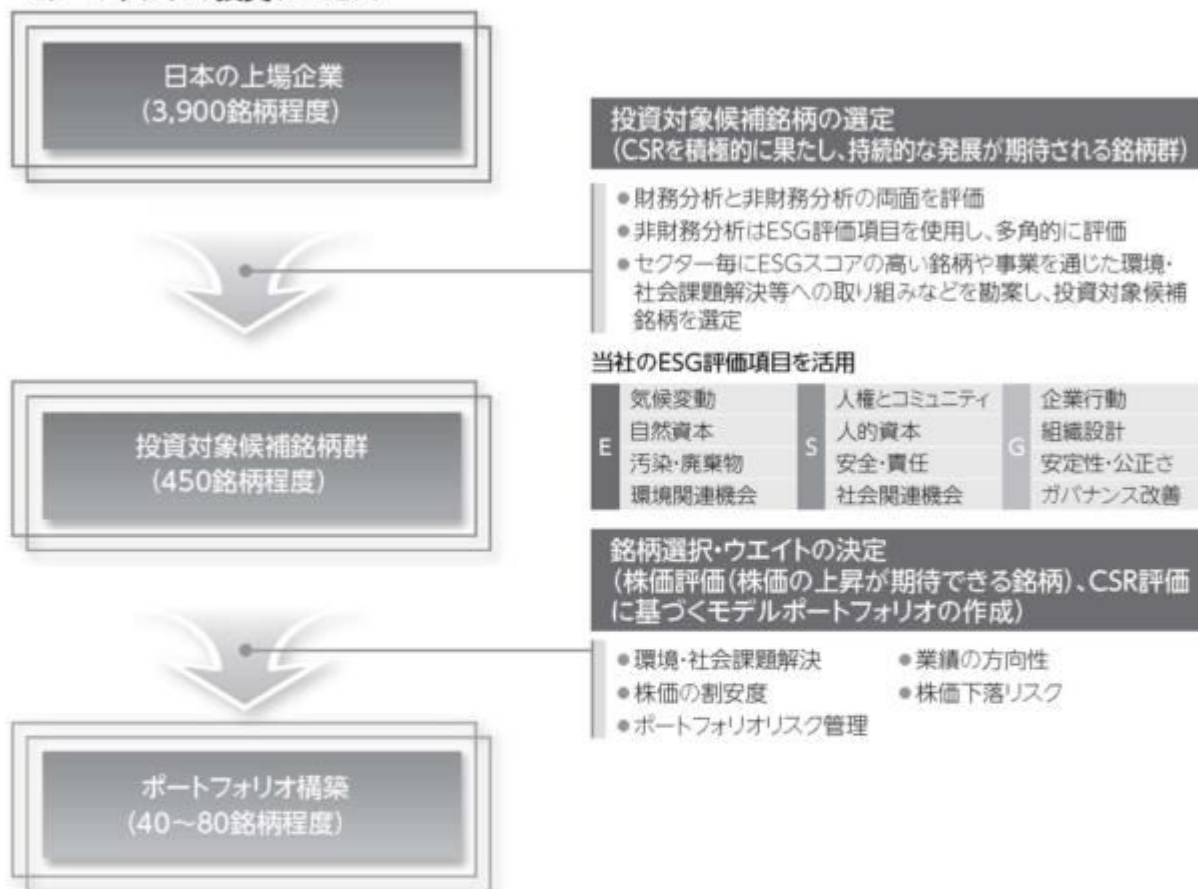 日本の上場企業
(3,900銘柄程度)
投資対象候補銘柄の選定
(CSRを積極的に果たし、持続的な発展が期待される銘柄群)
●財務分析と非財務分析の両面を評価
●非財務分析はESG評価項目を使用し、多角的に評価
●セクター毎にESGスコアの高い銘柄や事業を通じた環境・
社会課題解決等への取り組みなどを勘案し、投資対象候補
銘柄を選定
当社のESG評価項目を活用
E
気候変動
自然資本
汚染・廃棄物
環境関連機会
S
人権とコミュニティ
人的資本
安全・責任
社会関連機会
G
企業行動
組織設計
安定性・公正さ
ガバナンス改善
投資対象候補銘柄群
(450銘柄程度)
銘柄選択・ウエイトの決定
(株価評価(株価の上昇が期待できる銘柄)、CSR評価
に基づくモデルポートフォリオの作成)
●環境・社会課題解決
●業績の方向性
●株価の割安度
●株価下落リスク
●ポートフォリオリスク管理
ポートフォリオ構築
(40～80銘柄程度)